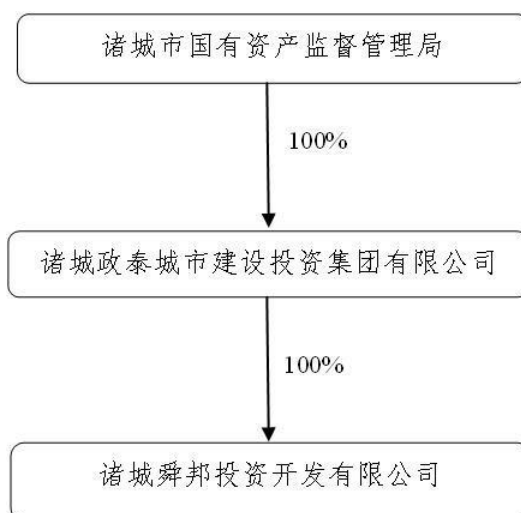 诸城市国有资产监督管理局
100%
诸城政泰城市建设投资集团有限公司
100%
诸城舜邦投资开发有限公司